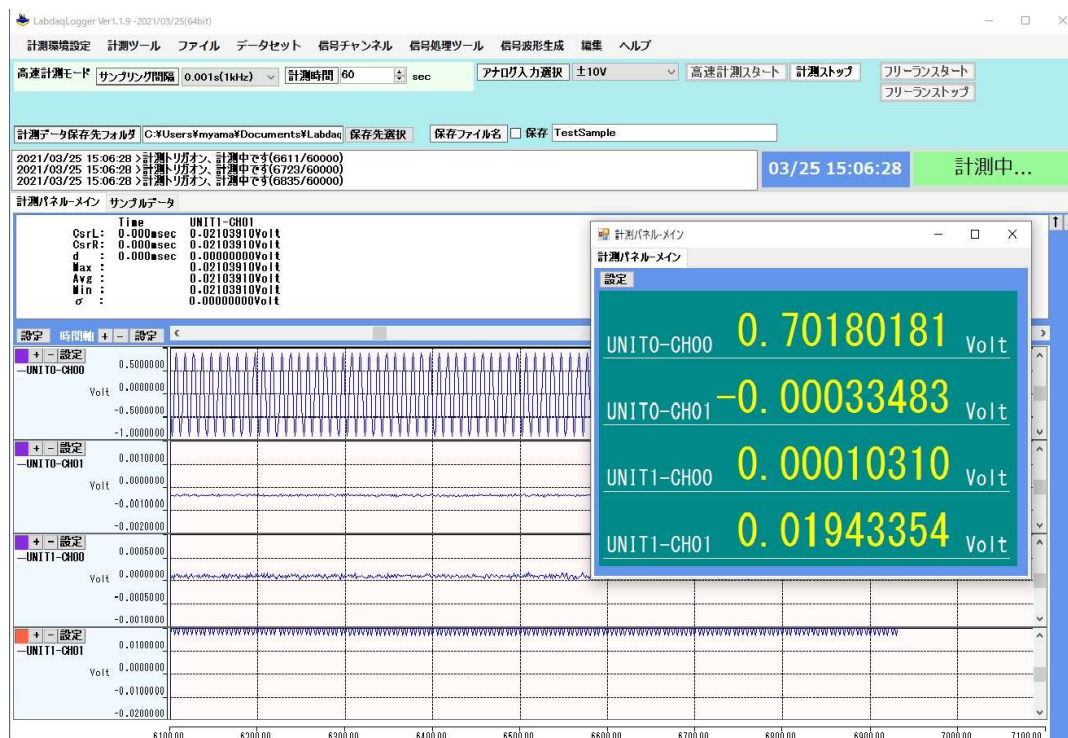 LabdaqLogger Ver1.1.9 -2021/03/25(64bit)
計測環境設定 計測ツール ファイル データセット 信号チャンネル 信号処理ツール 信号波形生成 編集 ヘルプ
高速計測モード サンプリング間隔 0.001s(1kHz) 計測時間 60 sec アナログ入力選択 ±10V 高速計測スタート 計測ストップ フリーランスタート
フリーランストップ
計測データ保存先フォルダ C:¥Users¥myama¥Documents¥Labdaq 保存先選択 保存ファイル名 保存 TestSample
2021/03/25 15:06:28 >計測トリガオン、計測中です(6611/60000)
2021/03/25 15:06:28 >計測トリガオン、計測中です(6723/60000)
2021/03/25 15:06:28 >計測トリガオン、計測中です(6835/60000)
03/25 15:06:28 計測中...
計測パネル-メイン サンプルデータ
Time UNIT1-CH01
CsrL: 0.000msec 0.02103910Volt
CsrR: 0.000msec 0.02103910Volt
d : 0.000msec 0.00000000Volt
Max : 0.02103910Volt
Avg : 0.02103910Volt
Min : 0.02103910Volt
σ : 0.00000000Volt
設定 時間軸 + - 設定
+ - 設定
UNIT0-CH00
Volt
0.5000000
0.0000000
-0.5000000
-1.0000000
+ - 設定
UNIT0-CH01
Volt
0.0010000
0.0000000
-0.0010000
-0.0020000
+ - 設定
UNIT1-CH00
Volt
0.0005000
0.0000000
-0.0005000
-0.0010000
+ - 設定
UNIT1-CH01
Volt
0.0100000
0.0000000
-0.0100000
-0.0200000
6100.00 6200.00 6300.00 6400.00 6500.00 6600.00 6700.00 6800.00 6900.00 7000.00 7100.00
計測パネル-メイン
計測パネル-メイン
設定
UNIT0-CH00 0.70180181 Volt
UNIT0-CH01 -0.00033483 Volt
UNIT1-CH00 0.00010310 Volt
UNIT1-CH01 0.01943354 Volt